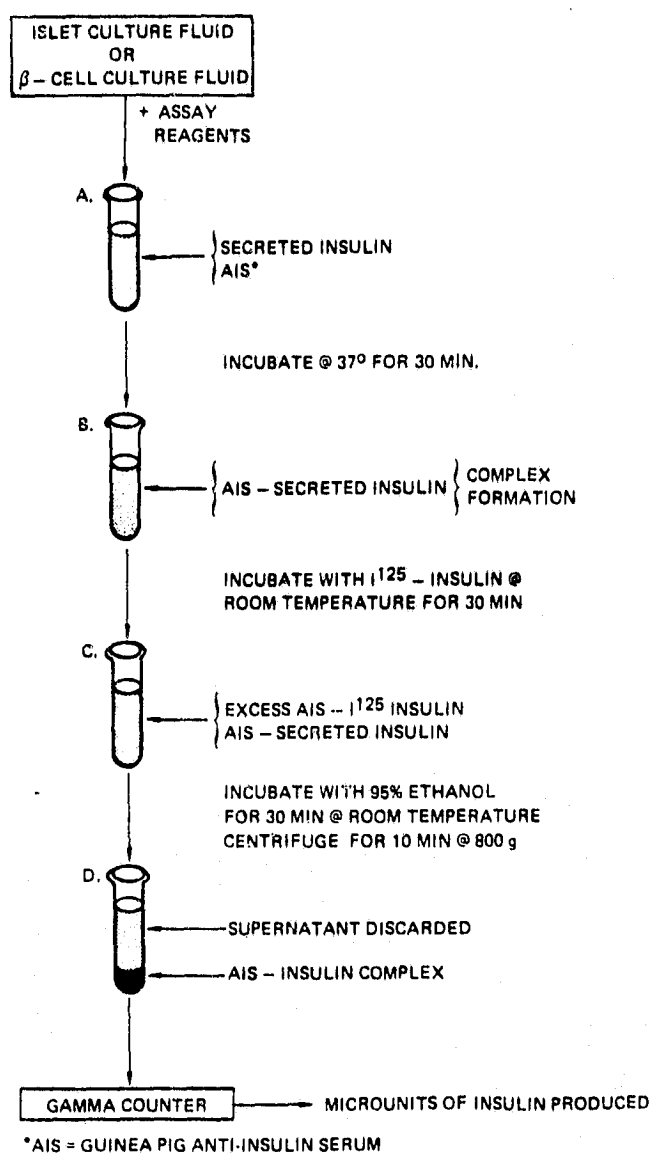 ISLET CULTURE FLUID
OR
β – CELL CULTURE FLUID
+ ASSAY
REAGENTS
A.
SECRETED INSULIN
AIS*
INCUBATE @ 37º FOR 30 MIN.
B.
AIS – SECRETED INSULIN
COMPLEX
FORMATION
INCUBATE WITH I¹²⁵ – INSULIN @
ROOM TEMPERATURE FOR 30 MIN
C.
EXCESS AIS -- I¹²⁵ INSULIN
AIS – SECRETED INSULIN
INCUBATE WITH 95% ETHANOL
FOR 30 MIN @ ROOM TEMPERATURE
CENTRIFUGE FOR 10 MIN @ 800 g
D.
SUPERNATANT DISCARDED
AIS – INSULIN COMPLEX
GAMMA COUNTER
MICROUNITS OF INSULIN PRODUCED
*AIS = GUINEA PIG ANTI-INSULIN SERUM